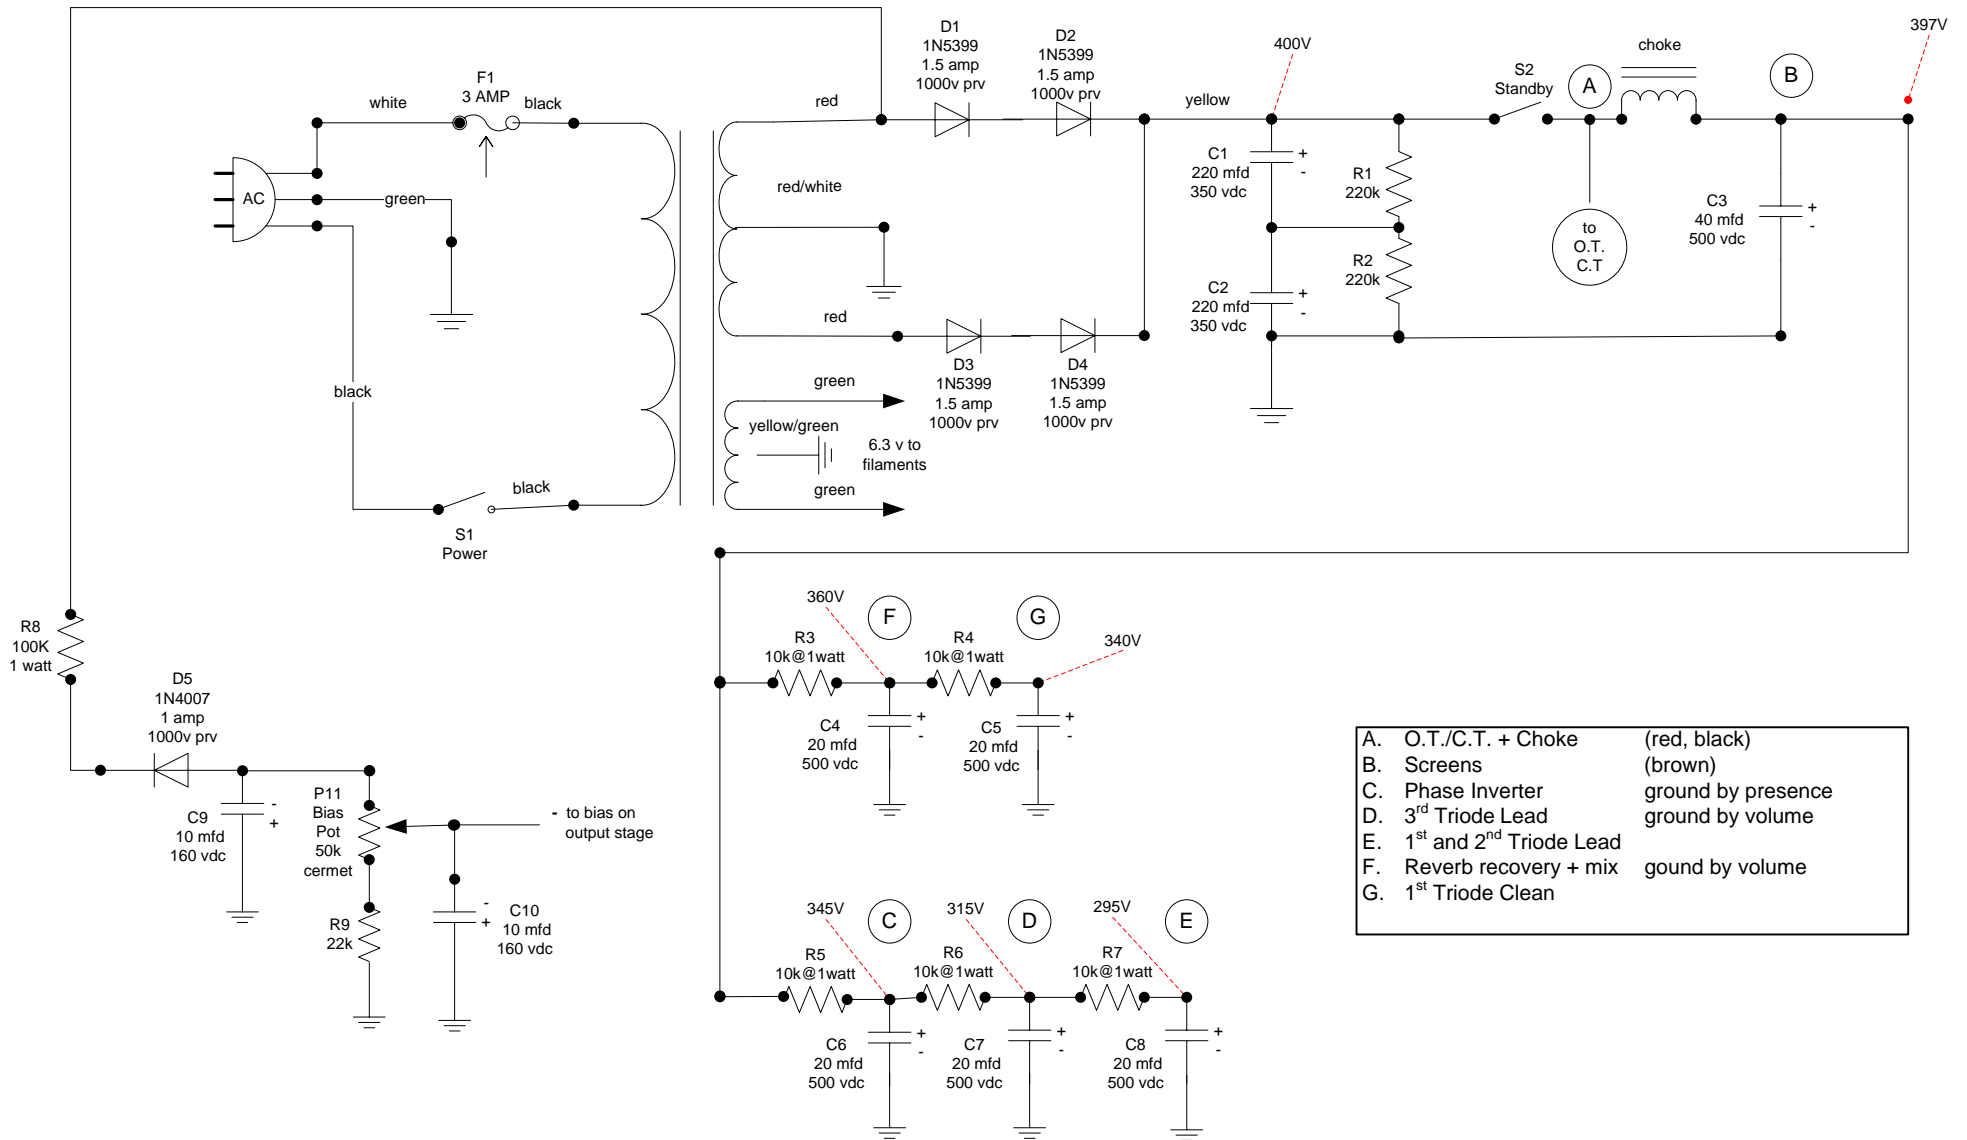 397V
D1
1N5399
1.5 amp
1000v prv
D2
1N5399
1.5 amp
1000v prv
400V
choke
S2
Standby
A
B
F1
3 AMP
white
black
red
yellow
AC
green
red/white
C1
220 mfd
350 vdc
+
-
R1
220k
C3
40 mfd
500 vdc
+
-
to
O.T.
C.T
R2
220k
C2
220 mfd
350 vdc
+
-
red
D3
1N5399
1.5 amp
1000v prv
D4
1N5399
1.5 amp
1000v prv
black
green
yellow/green
6.3 v to
filaments
green
black
S1
Power
R8
100K
1 watt
D5
1N4007
1 amp
1000v prv
C9
10 mfd
160 vdc
-
+
P11
Bias
Pot
50k
cermet
- to bias on
output stage
R9
22k
-
+
C10
10 mfd
160 vdc
360V
F
G
340V
R3
10k@1watt
R4
10k@1watt
C4
20 mfd
500 vdc
+
-
C5
20 mfd
500 vdc
+
-
345V
C
315V
D
295V
E
R5
10k@1watt
R6
10k@1watt
R7
10k@1watt
C6
20 mfd
500 vdc
+
-
C7
20 mfd
500 vdc
+
-
C8
20 mfd
500 vdc
+
-
A. O.T./C.T. + Choke (red, black)
B. Screens (brown)
C. Phase Inverter ground by presence
D. 3rd Triode Lead ground by volume
E. 1st and 2nd Triode Lead
F. Reverb recovery + mix gound by volume
G. 1st Triode Clean